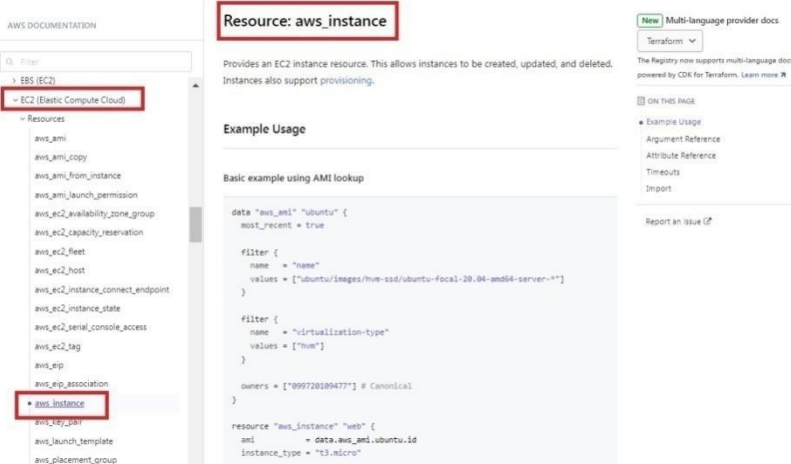 AWS DOCUMENTATION
Filter
> EBS (EC2)
EC2 (Elastic Compute Cloud)
Resources
aws_ami
aws_ami_copy
aws_ami_from_instance
aws_ami_launch_permission
aws_ec2_availability_zone_group
aws_ec2_capacity_reservation
aws_ec2_fleet
aws_ec2_host
aws_ec2_instance_connect_endpoint
aws_ec2_instance_state
aws_ec2_serial_console_access
aws_ec2_tag
aws_eip
aws_eip_association
• aws_instance
aws_key_pair
aws_launch_template
aws_placement_group
Resource: aws_instance
Provides an EC2 instance resource. This allows instances to be created, updated, and deleted.
Instances also support provisioning.
Example Usage
Basic example using AMI lookup
data "aws_ami" "ubuntu" {
most_recent = true
filter {
name = "name"
values = ["ubuntu/images/hvm-ssd/ubuntu-focal-20.04-amd64-server-*"]
}
filter {
name = "virtualization-type"
values = ["hvm"]
}
owners = ["099720109477"] # Canonical
}
resource "aws_instance" "web" {
ami = data.aws_ami.ubuntu.id
instance_type = "t3.micro"
New Multi-language provider docs
Terraform
The Registry now supports multi-language doc
powered by CDK for Terraform. Learn more
ON THIS PAGE
• Example Usage
Argument Reference
Attribute Reference
Timeouts
Import
Report an issue